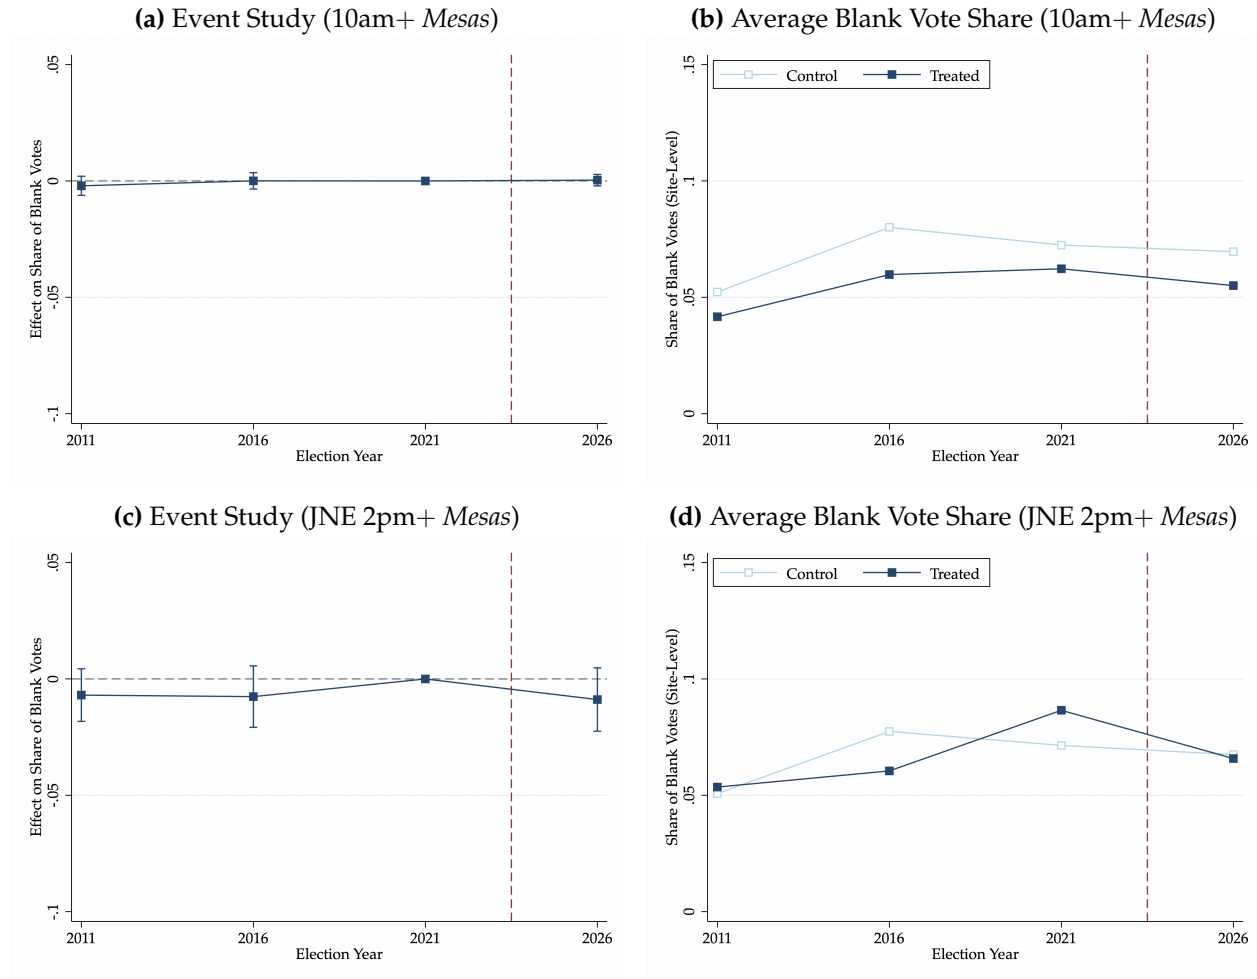 (a) Event Study (10am+ Mesas)
Effect on Share of Blank Votes
.05
0
-.05
-.1
2011 2016 2021 2026
Election Year
(b) Average Blank Vote Share (10am+ Mesas)
Share of Blank Votes (Site-Level)
Control Treated
.15
.1
.05
0
2011 2016 2021 2026
Election Year
(c) Event Study (JNE 2pm+ Mesas)
Effect on Share of Blank Votes
.05
0
-.05
-.1
2011 2016 2021 2026
Election Year
(d) Average Blank Vote Share (JNE 2pm+ Mesas)
Share of Blank Votes (Site-Level)
Control Treated
.15
.1
.05
0
2011 2016 2021 2026
Election Year